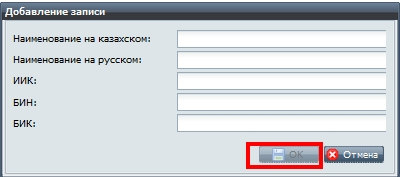 Добавление записи
Наименование на казахском:
Наименование на русском:
ИИК:
БИН:
БИК:
ОК Отмена